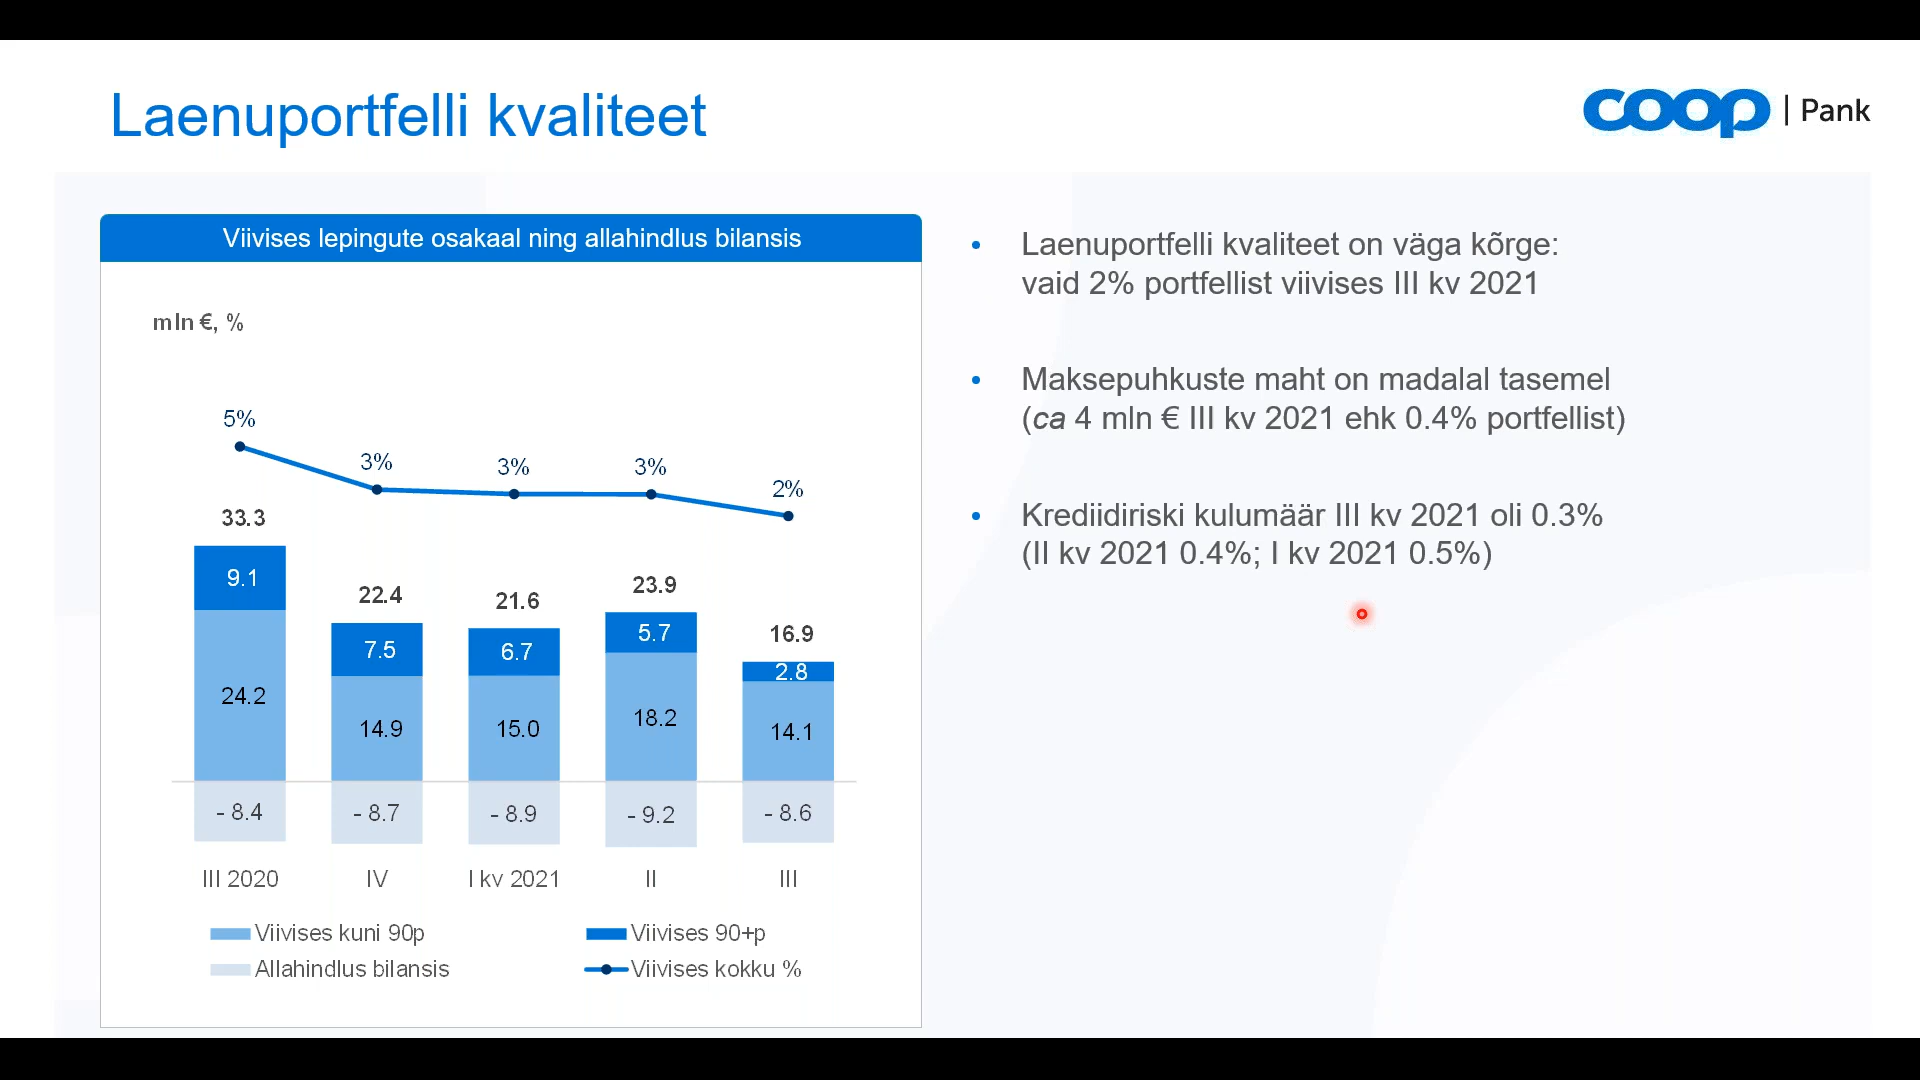 Laenuportfelli kvaliteet
coop | Pank
Viivises lepingute osakaal ning allahindlus bilansis
mln €, %
5%
3%
3%
3%
2%
33.3
22.4
21.6
23.9
16.9
9.1
7.5
6.7
5.7
2.8
24.2
14.9
15.0
18.2
14.1
- 8.4
- 8.7
- 8.9
- 9.2
- 8.6
III 2020
IV
I kv 2021
II
III
Viivises kuni 90p
Viivises 90+p
Allahindlus bilansis
Viivises kokku %
• Laenuportfelli kvaliteet on väga kõrge:
vaid 2% portfellist viivises III kv 2021
• Maksepuhkuste maht on madalal tasemel
(ca 4 mln € III kv 2021 ehk 0.4% portfellist)
• Krediidiriski kulumäär III kv 2021 oli 0.3%
(II kv 2021 0.4%; I kv 2021 0.5%)